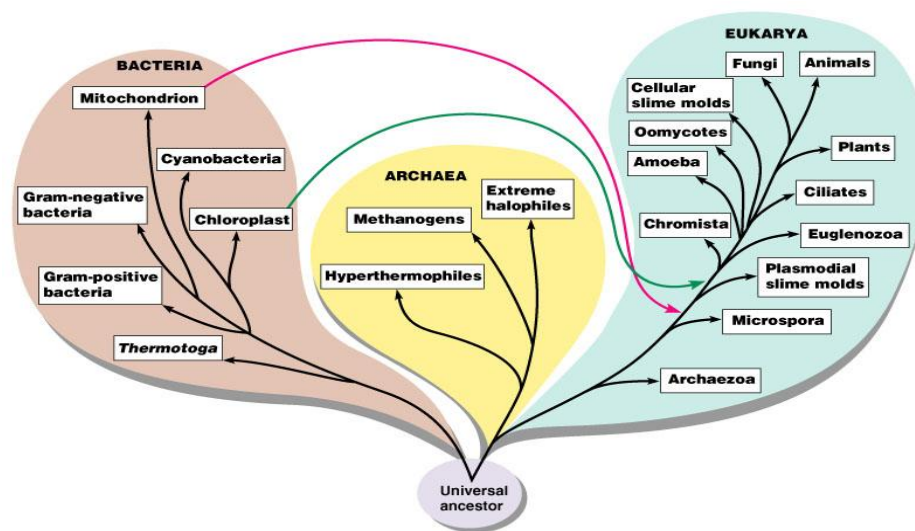 BACTERIA
Mitochondrion
Cyanobacteria
Gram-negative
bacteria
Chloroplast
Gram-positive
bacteria
Thermotoga
ARCHAEA
Extreme
halophiles
Methanogens
Hyperthermophiles
EUKARYA
Fungi
Animals
Cellular
slime molds
Oomycotes
Plants
Amoeba
Ciliates
Chromista
Euglenozoa
Plasmodial
slime molds
Microspora
Archaezoa
Universal
ancestor